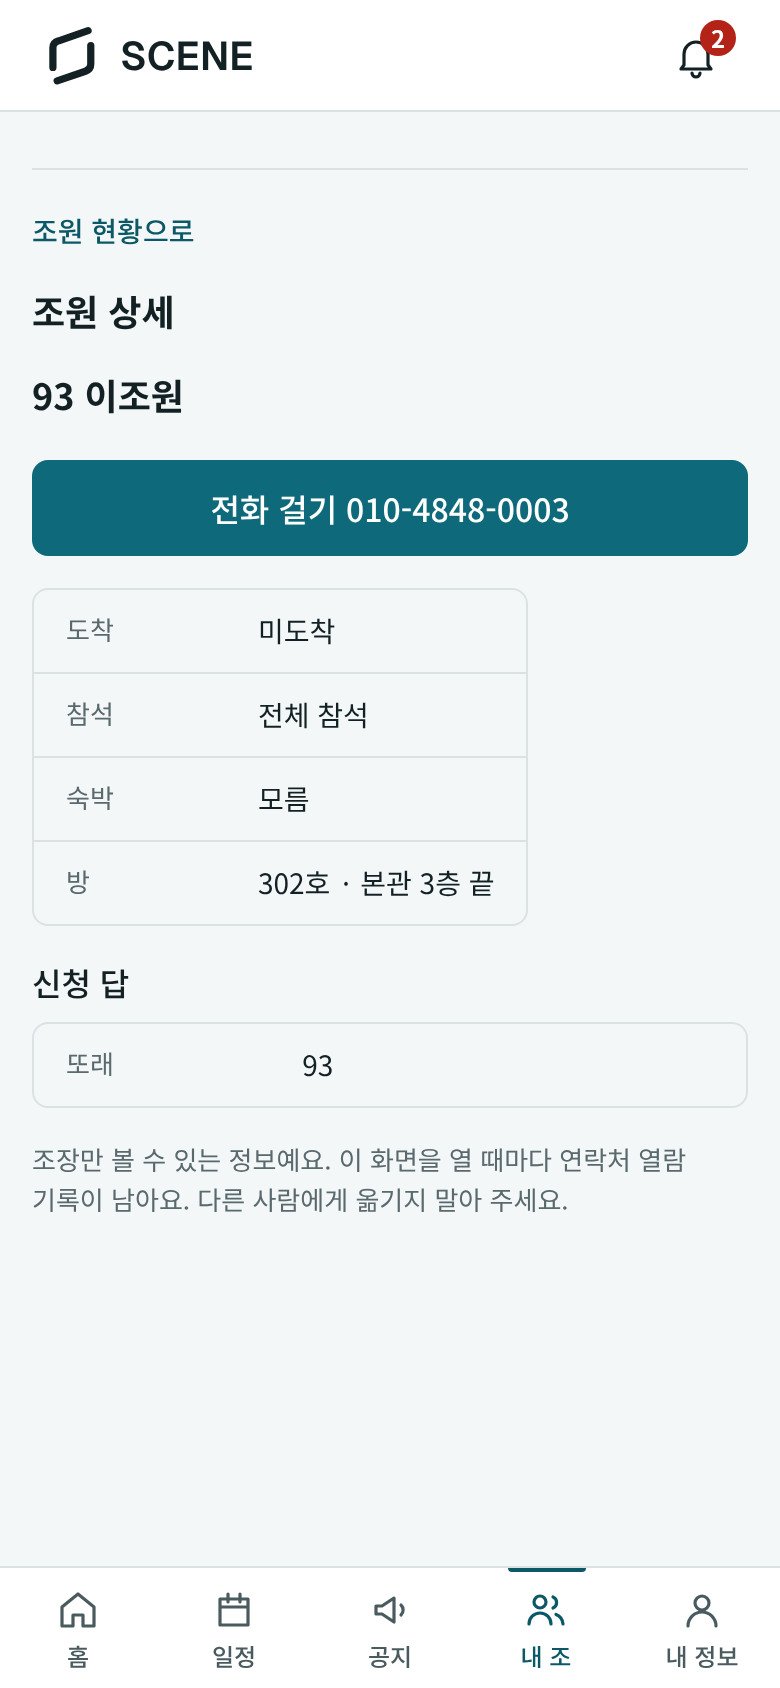 SCENE
2
조원 현황으로
조원 상세
93 이조원
전화 걸기 010-4848-0003
도착 미도착
참석 전체 참석
숙박 모름
방 302호 · 본관 3층 끝
신청 답
또래 93
조장만 볼 수 있는 정보예요. 이 화면을 열 때마다 연락처 열람
기록이 남아요. 다른 사람에게 옮기지 말아 주세요.
홈 일정 공지 내 조 내 정보